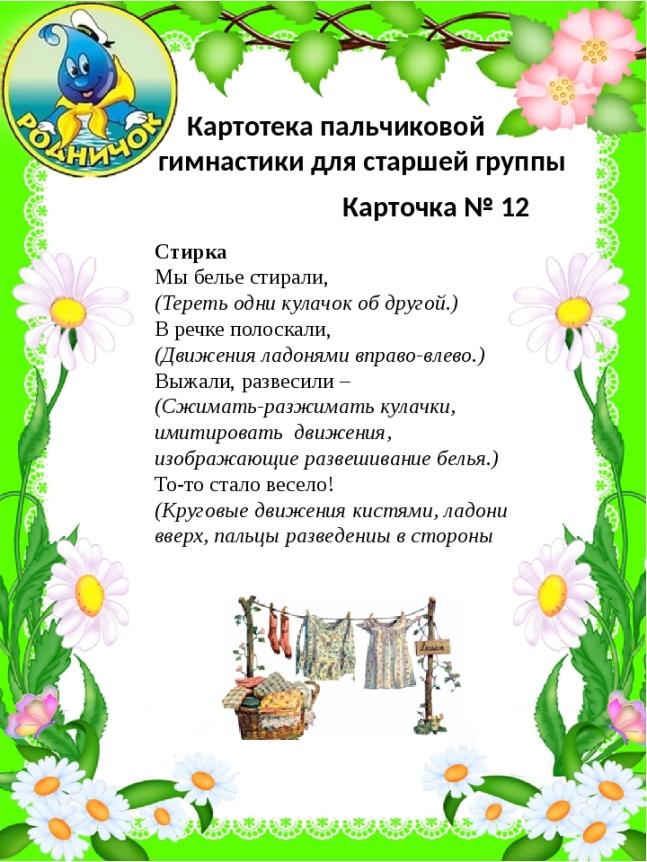 РОДНИЧОК
Картотека пальчиковой
гимнастики для старшей группы
Карточка № 12
Стирка
Мы белье стирали,
(Тереть одни кулачок об другой.)
В речке полоскали,
(Движения ладонями вправо-влево.)
Выжали, развесили –
(Сжимать-разжимать кулачки,
имитировать движения,
изображающие развешивание белья.)
То-то стало весело!
(Круговые движения кистями, ладони
вверх, пальцы разведениы в стороны